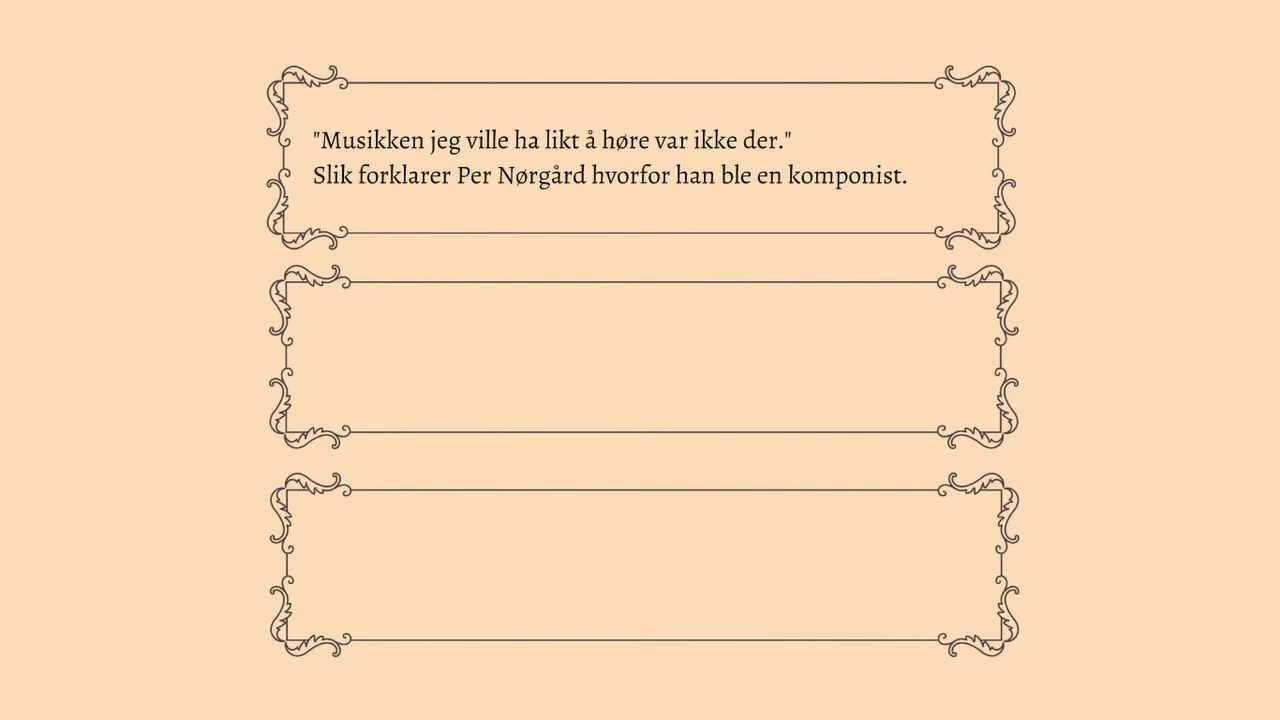 "Musikken jeg ville ha likt å høre var ikke der."
Slik forklarer Per Nørgård hvorfor han ble en komponist.